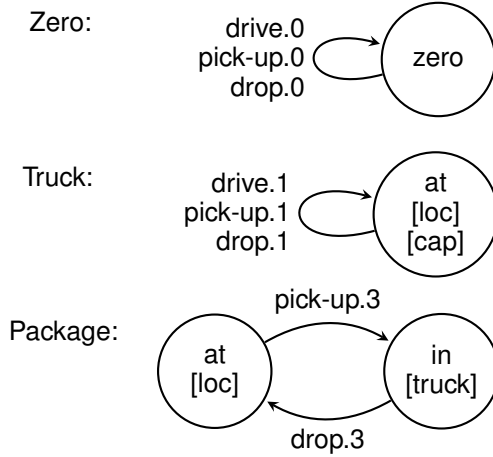 Zero:
drive.0
pick-up.0
drop.0
zero
Truck:
drive.1
pick-up.1
drop.1
at
[loc]
[cap]
Package:
at
[loc]
pick-up.3
in
[truck]
drop.3